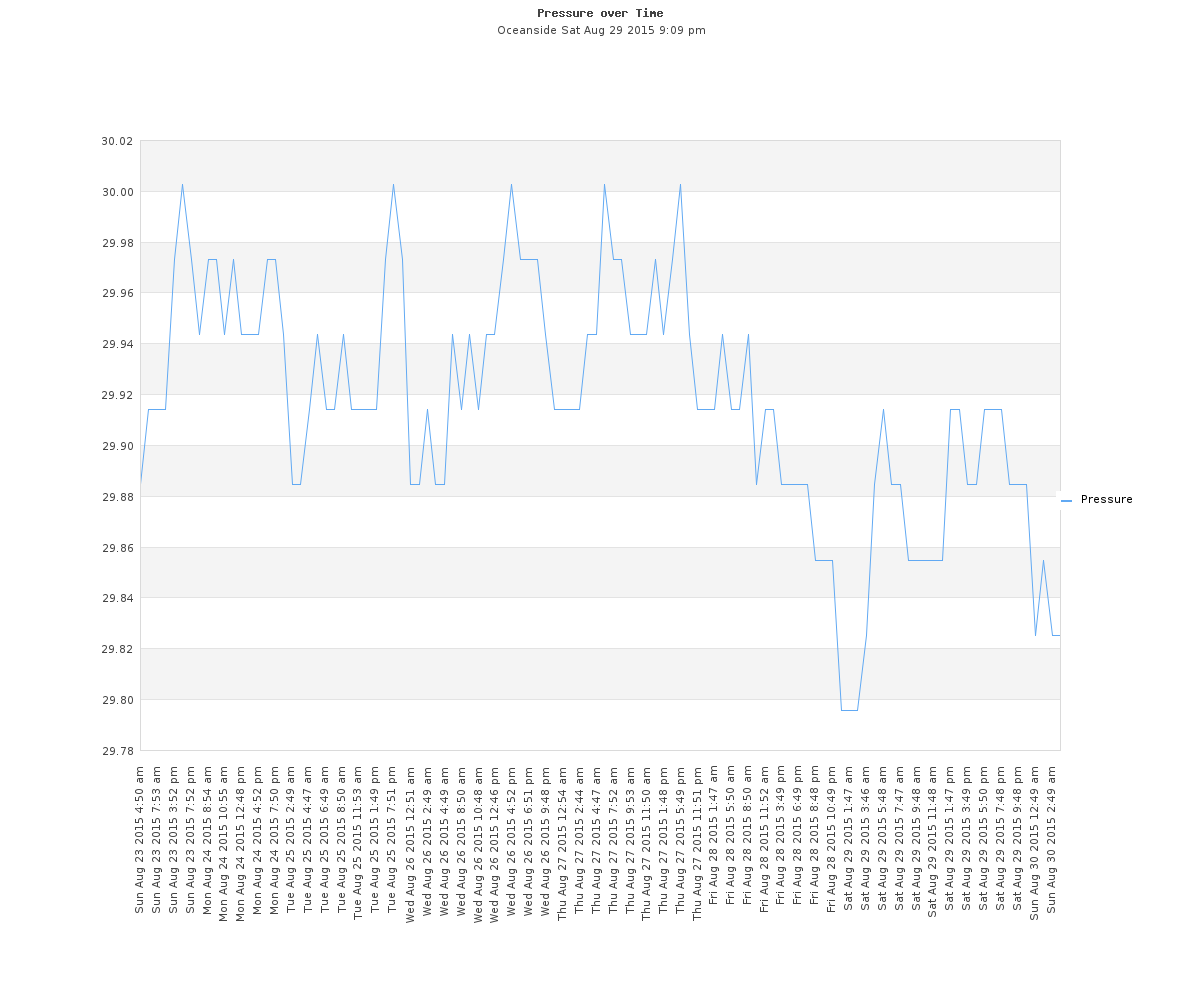 Pressure over Time
Oceanside Sat Aug 29 2015 9:09 pm
30.02
30.00
29.98
29.96
29.94
29.92
29.90
29.88
29.86
29.84
29.82
29.80
29.78
Pressure
Sun Aug 23 2015 4:50 am
Sun Aug 23 2015 7:53 am
Sun Aug 23 2015 3:52 pm
Sun Aug 23 2015 7:52 pm
Mon Aug 24 2015 8:54 am
Mon Aug 24 2015 10:55 am
Mon Aug 24 2015 12:48 pm
Mon Aug 24 2015 4:52 pm
Mon Aug 24 2015 7:50 pm
Tue Aug 25 2015 2:49 am
Tue Aug 25 2015 4:47 am
Tue Aug 25 2015 6:49 am
Tue Aug 25 2015 8:50 am
Tue Aug 25 2015 11:53 am
Tue Aug 25 2015 1:49 pm
Tue Aug 25 2015 7:51 pm
Wed Aug 26 2015 12:51 am
Wed Aug 26 2015 2:49 am
Wed Aug 26 2015 4:49 am
Wed Aug 26 2015 8:50 am
Wed Aug 26 2015 10:48 am
Wed Aug 26 2015 12:46 pm
Wed Aug 26 2015 4:52 pm
Wed Aug 26 2015 6:51 pm
Wed Aug 26 2015 9:48 pm
Thu Aug 27 2015 12:54 am
Thu Aug 27 2015 2:44 am
Thu Aug 27 2015 4:47 am
Thu Aug 27 2015 7:52 am
Thu Aug 27 2015 9:53 am
Thu Aug 27 2015 11:50 am
Thu Aug 27 2015 1:48 pm
Thu Aug 27 2015 5:49 pm
Thu Aug 27 2015 11:51 pm
Fri Aug 28 2015 1:47 am
Fri Aug 28 2015 5:50 am
Fri Aug 28 2015 8:50 am
Fri Aug 28 2015 11:52 am
Fri Aug 28 2015 3:49 pm
Fri Aug 28 2015 6:49 pm
Fri Aug 28 2015 8:48 pm
Fri Aug 28 2015 10:49 pm
Sat Aug 29 2015 1:47 am
Sat Aug 29 2015 3:46 am
Sat Aug 29 2015 5:48 am
Sat Aug 29 2015 7:47 am
Sat Aug 29 2015 9:48 am
Sat Aug 29 2015 11:48 am
Sat Aug 29 2015 1:47 pm
Sat Aug 29 2015 3:49 pm
Sat Aug 29 2015 5:50 pm
Sat Aug 29 2015 7:48 pm
Sat Aug 29 2015 9:48 pm
Sun Aug 30 2015 12:49 am
Sun Aug 30 2015 2:49 am